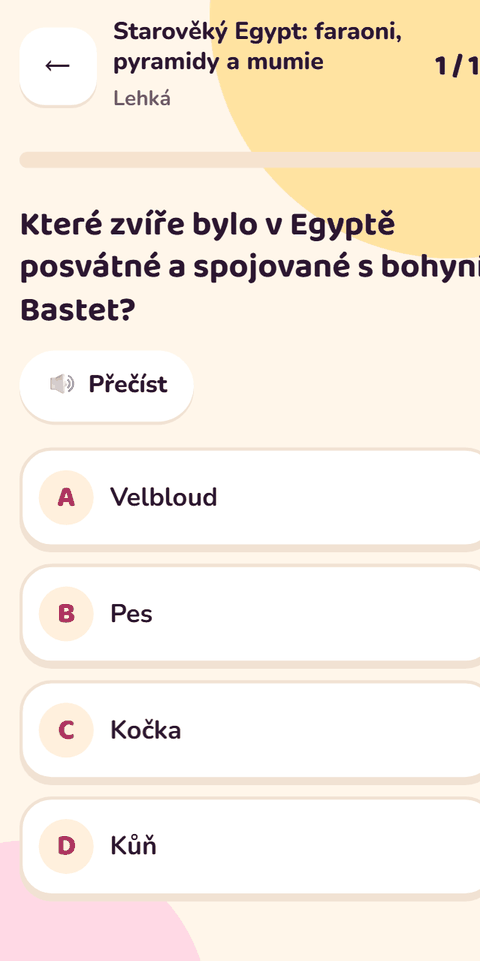 ←
Starověký Egypt: faraoni,
pyramidy a mumie
Lehká
1 / 1
Které zvíře bylo v Egyptě
posvátné a spojované s bohyní
Bastet?
Přečíst
A Velbloud
B Pes
C Kočka
D Kůň